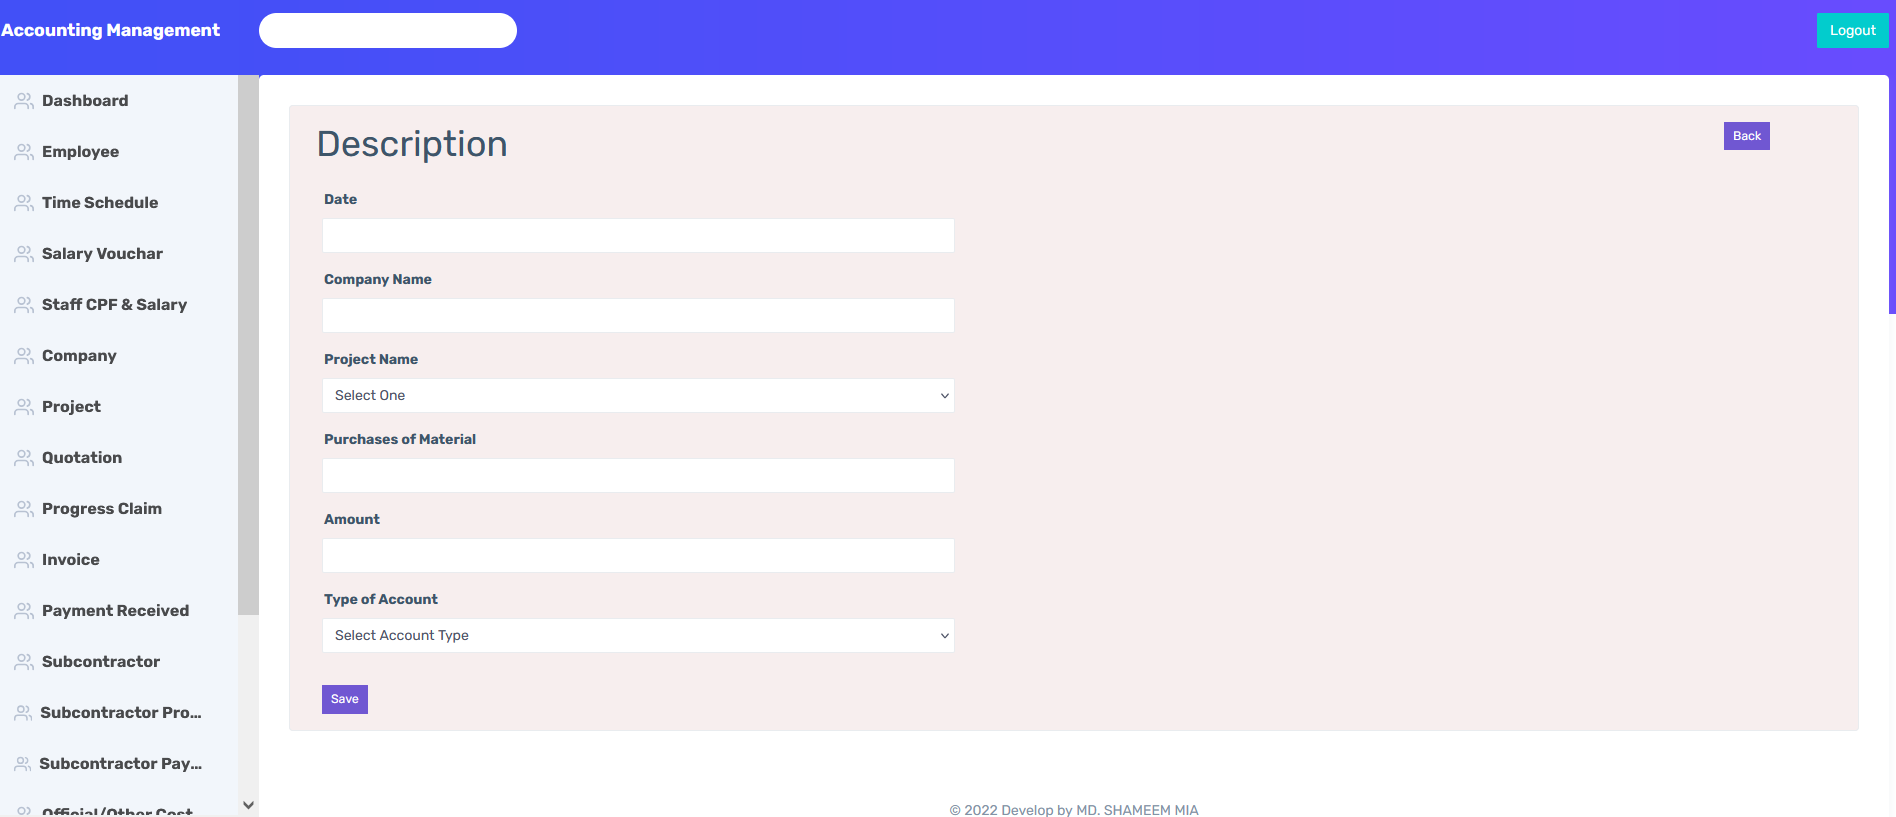 Accounting Management
Logout
Dashboard
Employee
Time Schedule
Salary Vouchar
Staff CPF & Salary
Company
Project
Quotation
Progress Claim
Invoice
Payment Received
Subcontractor
Subcontractor Pro...
Subcontractor Pay...
Official/Other Cost
Description
Back
Date
Company Name
Project Name
Select One
Purchases of Material
Amount
Type of Account
Select Account Type
Save
© 2022 Develop by MD. SHAMEEM MIA